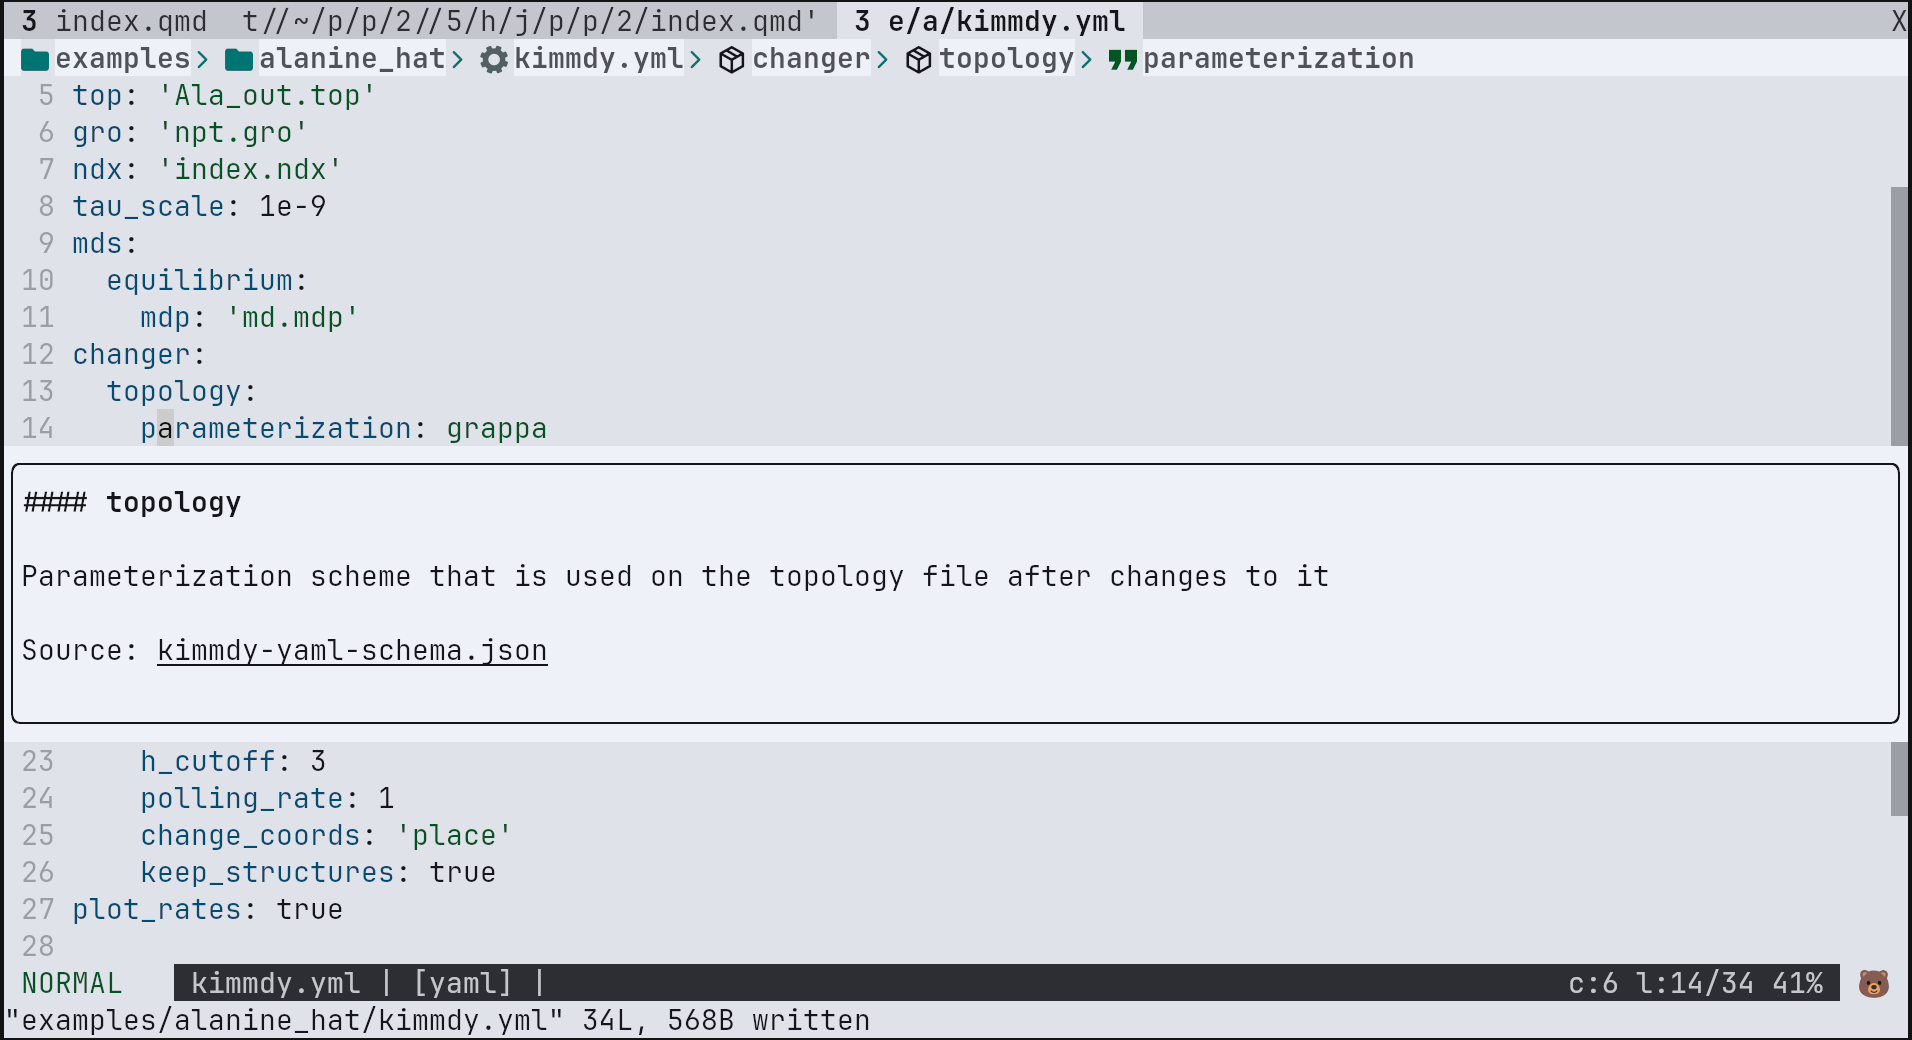 3 index.qmd  t//~/p/p/2//5/h/j/p/p/2/index.qmd'  3 e/a/kimmdy.yml X
examples> alanine_hat> kimmdy.yml> changer> topology> parameterization
5 top: 'Ala_out.top'
6 gro: 'npt.gro'
7 ndx: 'index.ndx'
8 tau_scale: 1e-9
9 mds:
10   equilibrium:
11     mdp: 'md.mdp'
12 changer:
13   topology:
14     parameterization: grappa
#### topology
Parameterization scheme that is used on the topology file after changes to it
Source: kimmdy-yaml-schema.json
23     h_cutoff: 3
24     polling_rate: 1
25     change_coords: 'place'
26     keep_structures: true
27 plot_rates: true
28
NORMAL kimmdy.yml | [yaml] | c:6 l:14/34 41%
"examples/alanine_hat/kimmdy.yml" 34L, 568B written